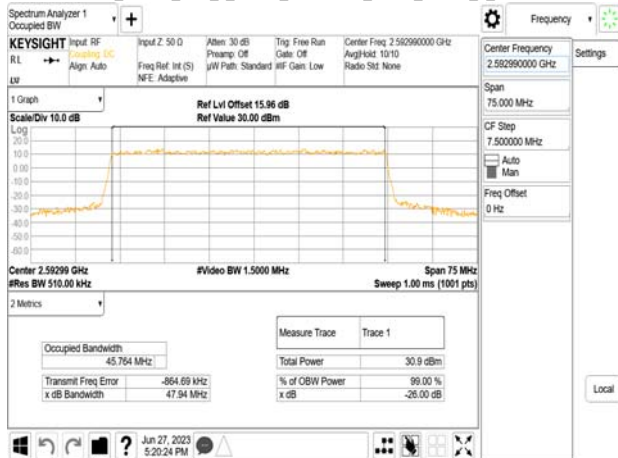 Spectrum Analyzer 1
Occupied BW
Frequency
KEYSIGHT
RL
Input: RF
Coupling: DC
Align: Auto
Input Z: 50 Ω
Freq Ref: Int (S)
NFE: Adaptive
Atten: 30 dB
Preamp: Off
µW Path: Standard
Trig: Free Run
Gate: Off
#IF Gain: Low
Center Freq: 2.592990000 GHz
Avg|Hold: 10/10
Radio Std: None
Center Frequency
2.592990000 GHz
Settings
Span
75.000 MHz
CF Step
7.500000 MHz
Auto
Man
Freq Offset
0 Hz
1 Graph
Scale/Div 10.0 dB
Ref Lvl Offset 15.96 dB
Ref Value 30.00 dBm
Log
20.0
10.0
0.00
-10.0
-20.0
-30.0
-40.0
-50.0
-60.0
Center 2.59299 GHz
#Video BW 1.5000 MHz
Span 75 MHz
#Res BW 510.00 kHz
Sweep 1.00 ms (1001 pts)
2 Metrics
Measure Trace Trace 1
Occupied Bandwidth
45.764 MHz
Total Power 30.9 dBm
Transmit Freq Error -864.69 kHz
% of OBW Power 99.00 %
x dB Bandwidth 47.94 MHz
x dB -26.00 dB
Local
?
Jun 27, 2023
5:20:24 PM